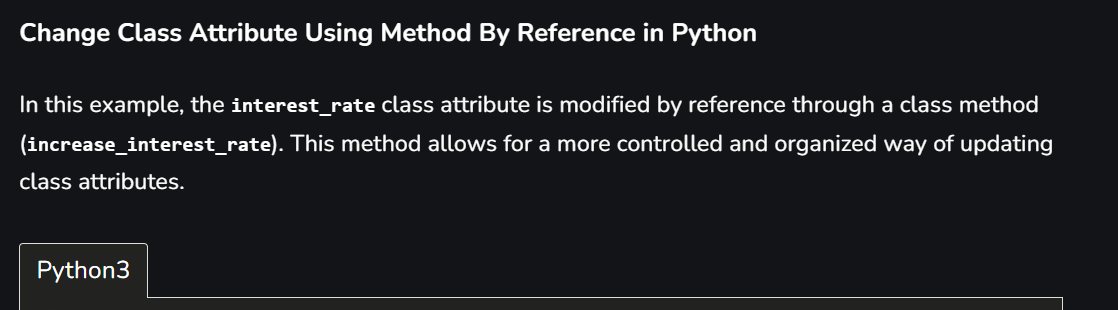 Change Class Attribute Using Method By Reference in Python
In this example, the interest_rate class attribute is modified by reference through a class method
(increase_interest_rate). This method allows for a more controlled and organized way of updating
class attributes.
Python3